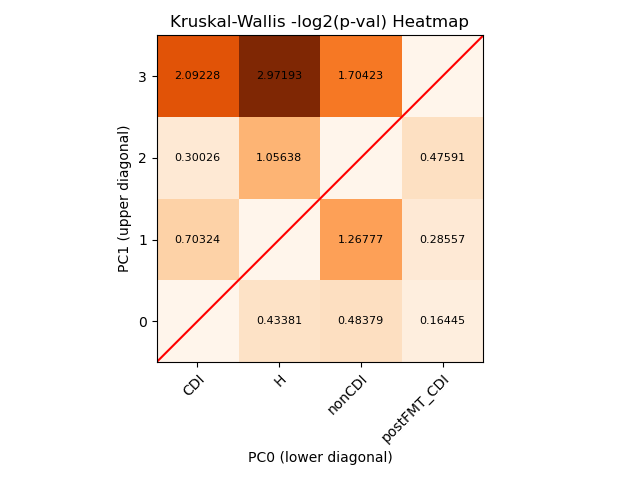 Kruskal-Wallis -log2(p-val) Heatmap
PC1 (upper diagonal)
3
2.09228 2.97193 1.70423
2
0.30026 1.05638 0.47591
1
0.70324 1.26777 0.28557
0
0.43381 0.48379 0.16445
CDI H nonCDI postFMT_CDI
PC0 (lower diagonal)